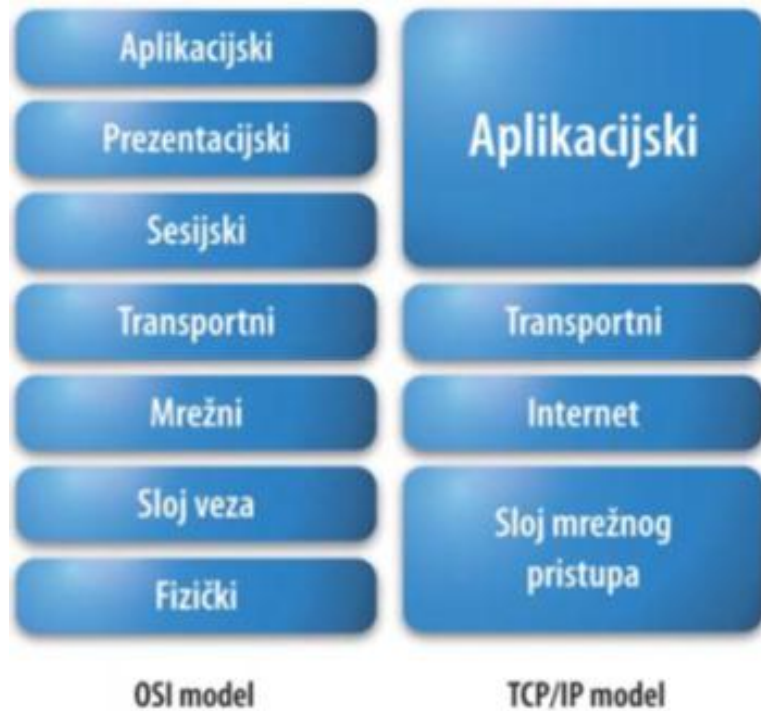 Aplikacijski
Prezentacijski
Sesijski
Transportni
Mrežni
Sloj veza
Fizički
OSI model
Aplikacijski
Transportni
Internet
Sloj mrežnog
pristupa
TCP/IP model